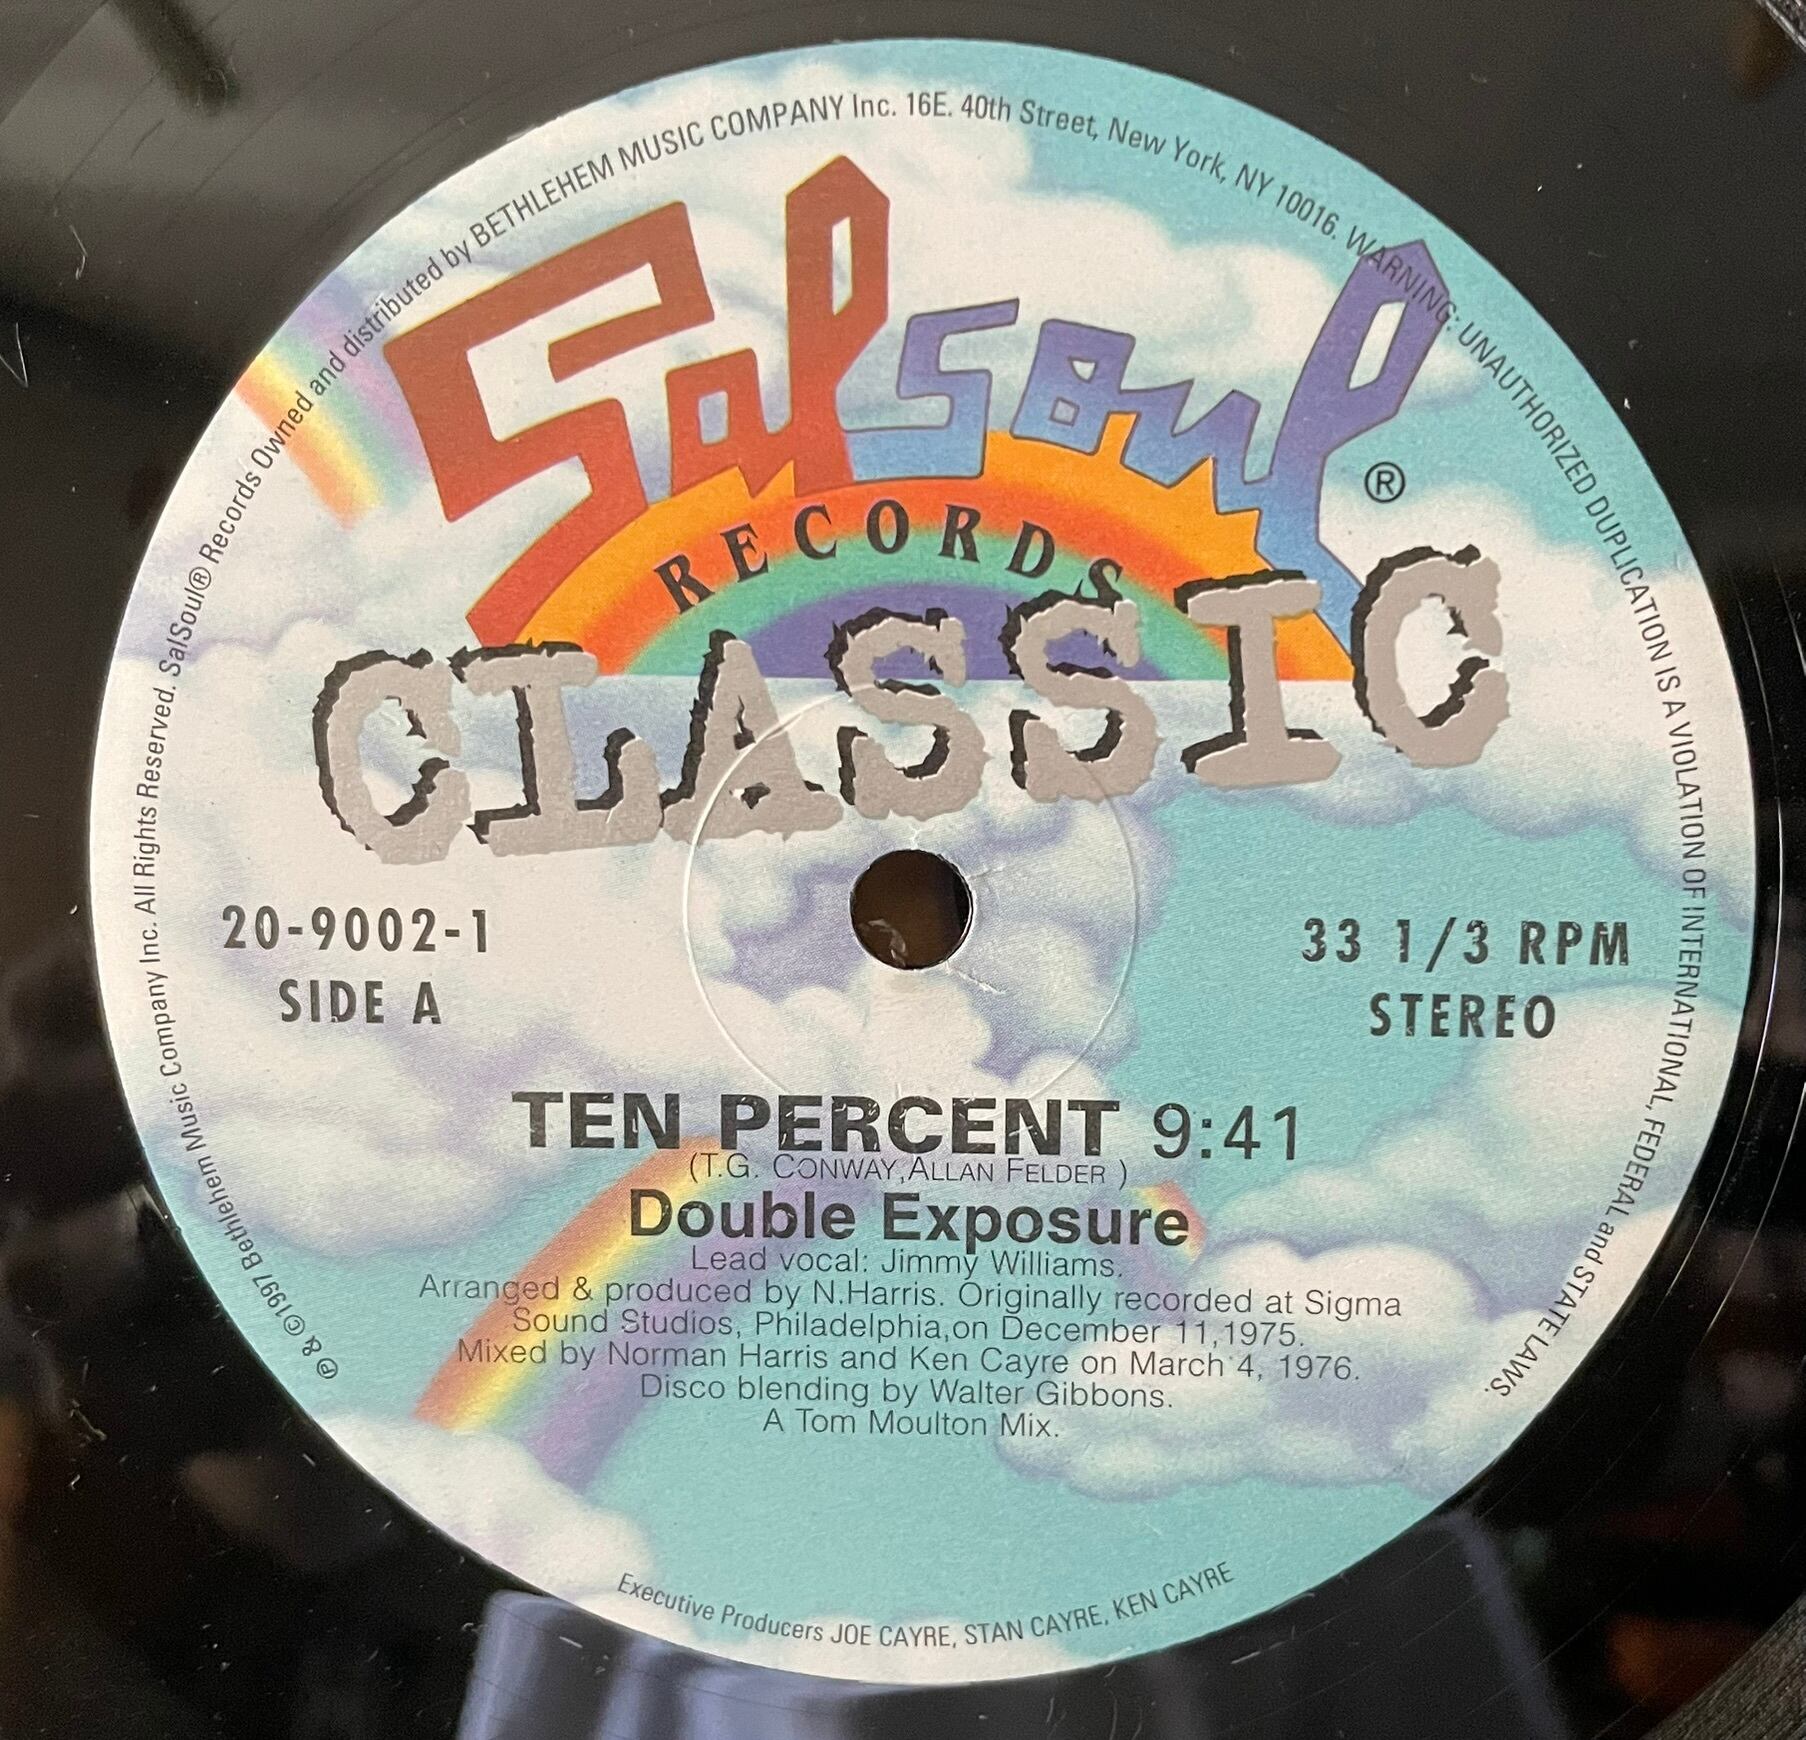 ℗ & ©1997 Bethlehem Music Company Inc. All Rights Reserved. SalSoul® Records Owned and distributed by BETHLEHEM MUSIC COMPANY Inc. 16E. 40th Street, New York, NY 10016. WARNING: UNAUTHORIZED DUPLICATION IS A VIOLATION OF INTERNATIONAL, FEDERAL and STATE LAWS.
Salsoul ®
RECORDS
CLASSIC
20-9002-1
SIDE A
33 1/3 RPM
STEREO
TEN PERCENT 9:41
(T.G. CONWAY,ALLAN FELDER )
Double Exposure
Lead vocal: Jimmy Williams.
Arranged & produced by N.Harris. Originally recorded at Sigma
Sound Studios, Philadelphia,on December 11,1975.
Mixed by Norman Harris and Ken Cayre on March 4, 1976.
Disco blending by Walter Gibbons.
A Tom Moulton Mix.
Executive Producers JOE CAYRE, STAN CAYRE, KEN CAYRE